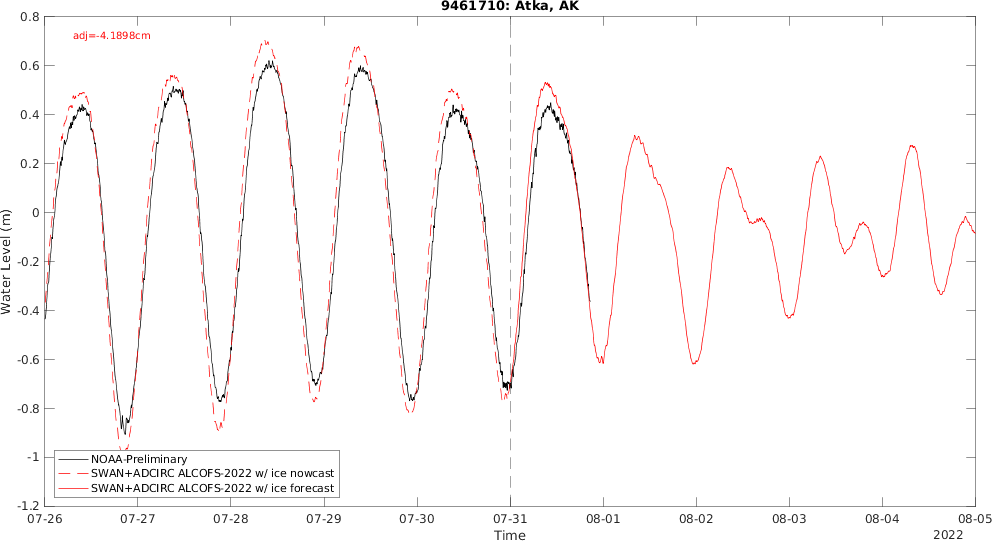 9461710: Atka, AK
adj=-4.1898cm
0.8
0.6
0.4
0.2
0
-0.2
-0.4
-0.6
-0.8
-1
-1.2
Water Level (m)
NOAA-Preliminary
SWAN+ADCIRC ALCOFS-2022 w/ ice nowcast
SWAN+ADCIRC ALCOFS-2022 w/ ice forecast
07-26 07-27 07-28 07-29 07-30 07-31 08-01 08-02 08-03 08-04 08-05
Time
2022